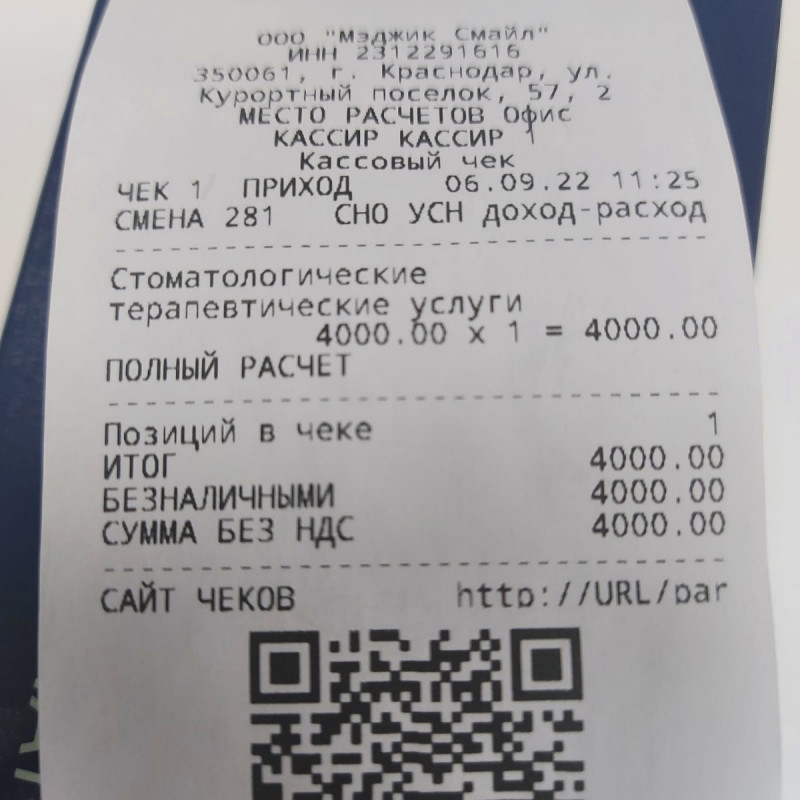 ООО "Мэджик Смайл"
ИНН 2312291616
350061, г. Краснодар, ул.
Курортный поселок, 57, 2
МЕСТО РАСЧЕТОВ Офис
КАССИР КАССИР 1
Кассовый чек
ЧЕК 1 ПРИХОД 06.09.22 11:25
СМЕНА 281 СНО УСН доход-расход
Стоматологические
терапевтические услуги
4000.00 x 1 = 4000.00
ПОЛНЫЙ РАСЧЕТ
Позиций в чеке 1
ИТОГ 4000.00
БЕЗНАЛИЧНЫМИ 4000.00
СУММА БЕЗ НДС 4000.00
САЙТ ЧЕКОВ http://URL/par